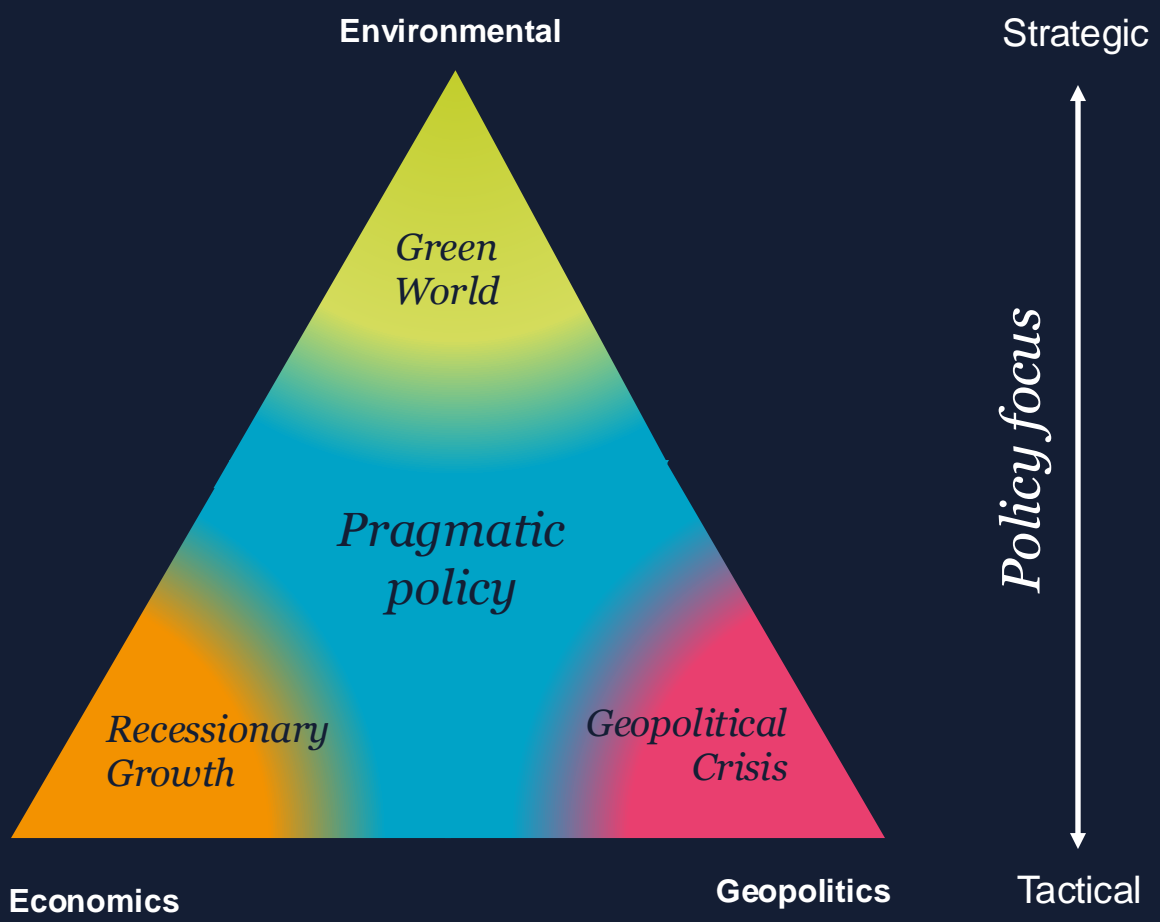 Environmental
Strategic
Green
World
Policy focus
Pragmatic
policy
Recessionary
Growth
Geopolitical
Crisis
Economics
Geopolitics
Tactical